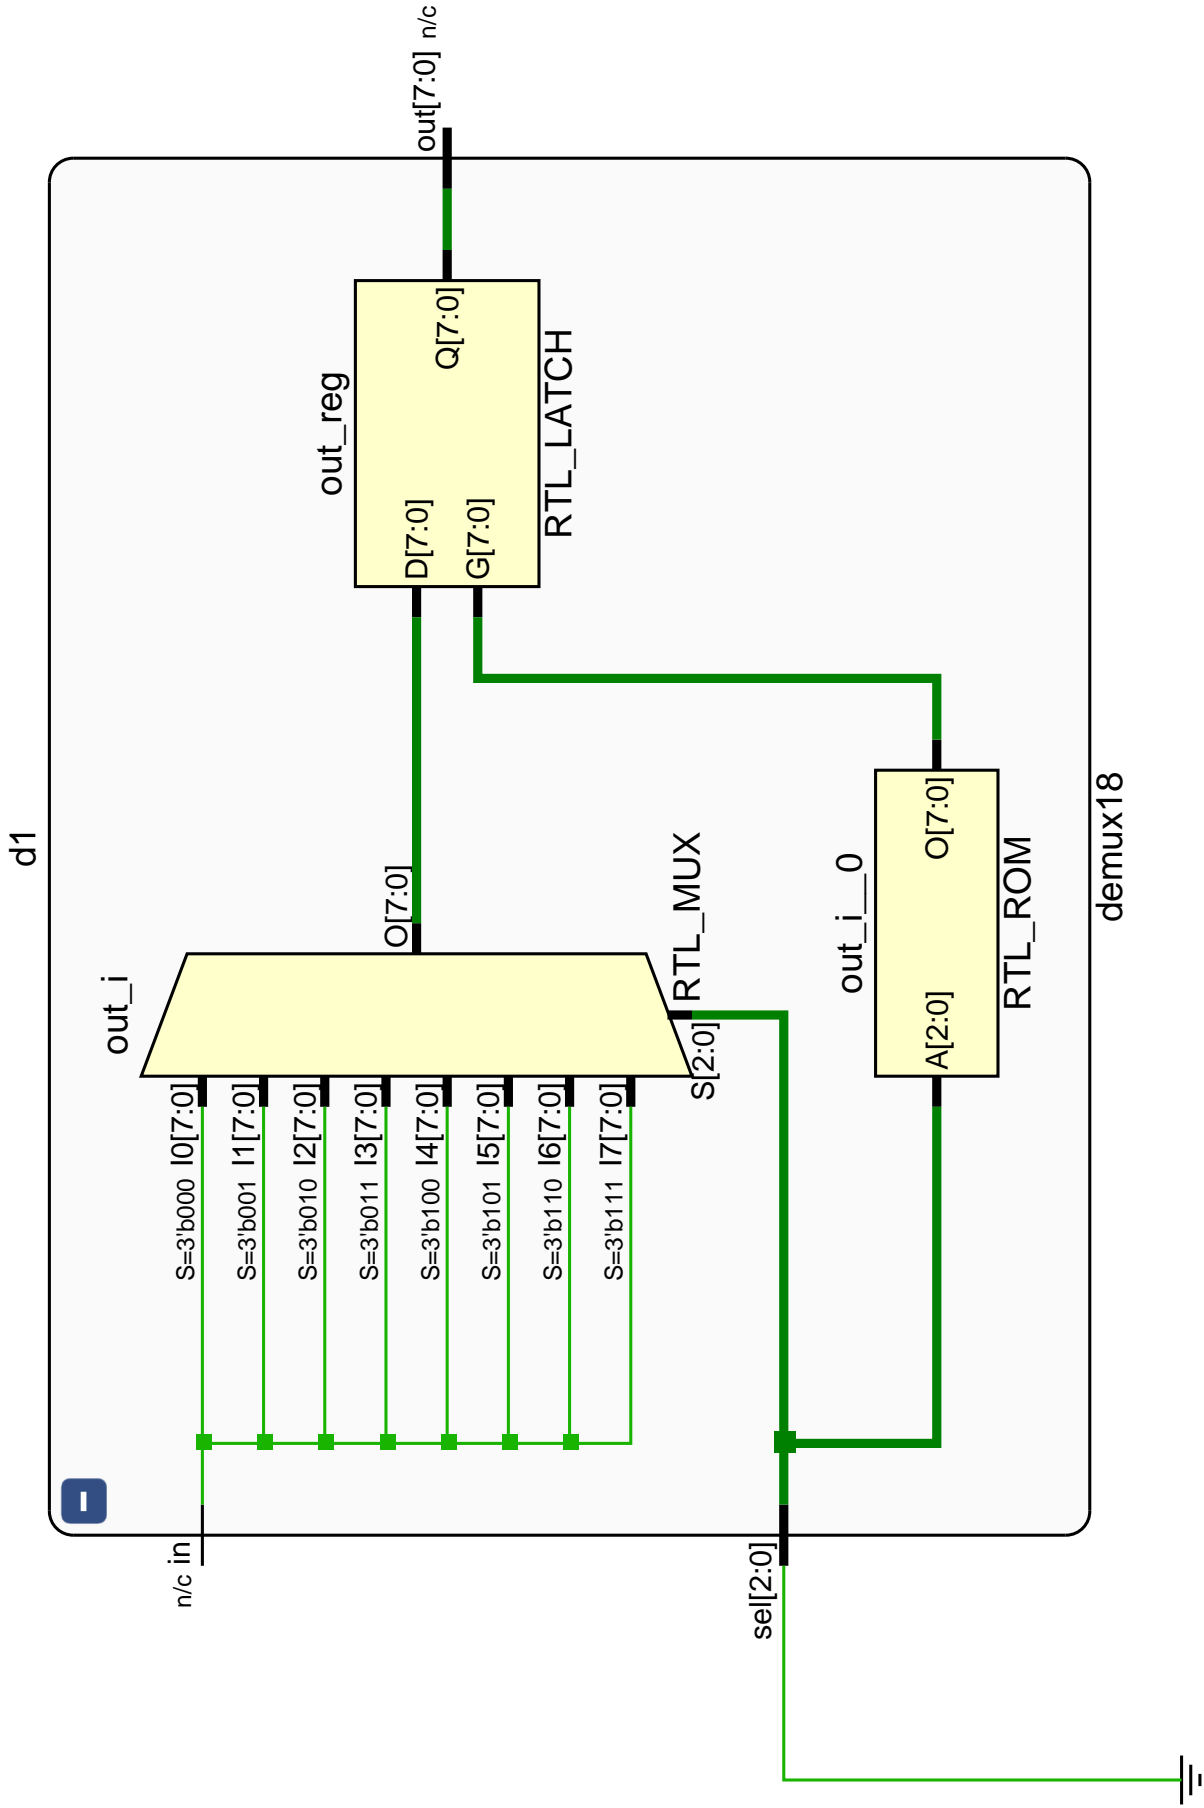 d1
out_i
S=3'b000 I0[7:0]
S=3'b001 I1[7:0]
S=3'b010 I2[7:0]
S=3'b011 I3[7:0]
S=3'b100 I4[7:0]
S=3'b101 I5[7:0]
S=3'b110 I6[7:0]
S=3'b111 I7[7:0]
S[2:0]
O[7:0]
RTL_MUX
n/c in
sel[2:0]
out_reg
D[7:0]
G[7:0]
Q[7:0]
RTL_LATCH
out[7:0] n/c
out_i__0
A[2:0]
O[7:0]
RTL_ROM
demux18